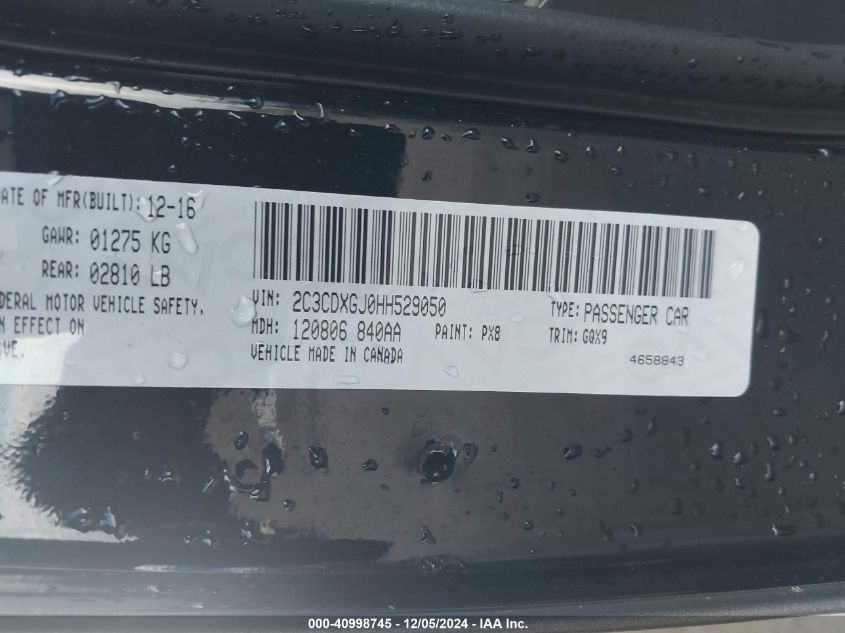 ATE OF MFR(BUILT): 12-16
GAWR: 01275 KG
REAR: 02810 LB
DERAL MOTOR VEHICLE SAFETY,
N EFFECT ON
OVE.
VIN: 2C3CDXGJ0HH529050
TYPE: PASSENGER CAR
MDH: 120806 840AA PAINT: PX8 TRIM: GQX9
VEHICLE MADE IN CANADA
4658843
000-40998745 - 12/05/2024 - IAA Inc.